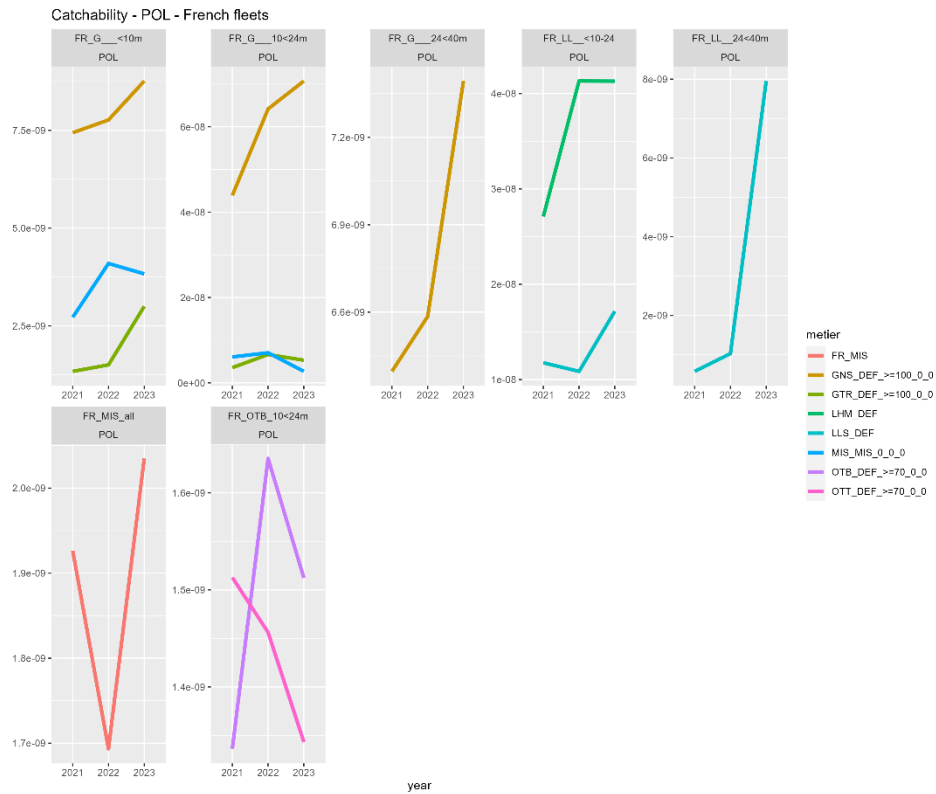 Catchability - POL - French fleets
FR_G___<10m
POL
7.5e-09
5.0e-09
2.5e-09
2021 2022 2023
FR_G___10<24m
POL
6e-08
4e-08
2e-08
0e+00
2021 2022 2023
FR_G___24<40m
POL
7.2e-09
6.9e-09
6.6e-09
2021 2022 2023
FR_LL__<10-24
POL
4e-08
3e-08
2e-08
1e-08
2021 2022 2023
FR_LL__24<40m
POL
8e-09
6e-09
4e-09
2e-09
2021 2022 2023
FR_MIS_all
POL
2.0e-09
1.9e-09
1.8e-09
1.7e-09
2021 2022 2023
FR_OTB_10<24m
POL
1.6e-09
1.5e-09
1.4e-09
2021 2022 2023
year
metier
FR_MIS
GNS_DEF_>=100_0_0
GTR_DEF_>=100_0_0
LHM_DEF
LLS_DEF
MIS_MIS_0_0_0
OTB_DEF_>=70_0_0
OTT_DEF_>=70_0_0